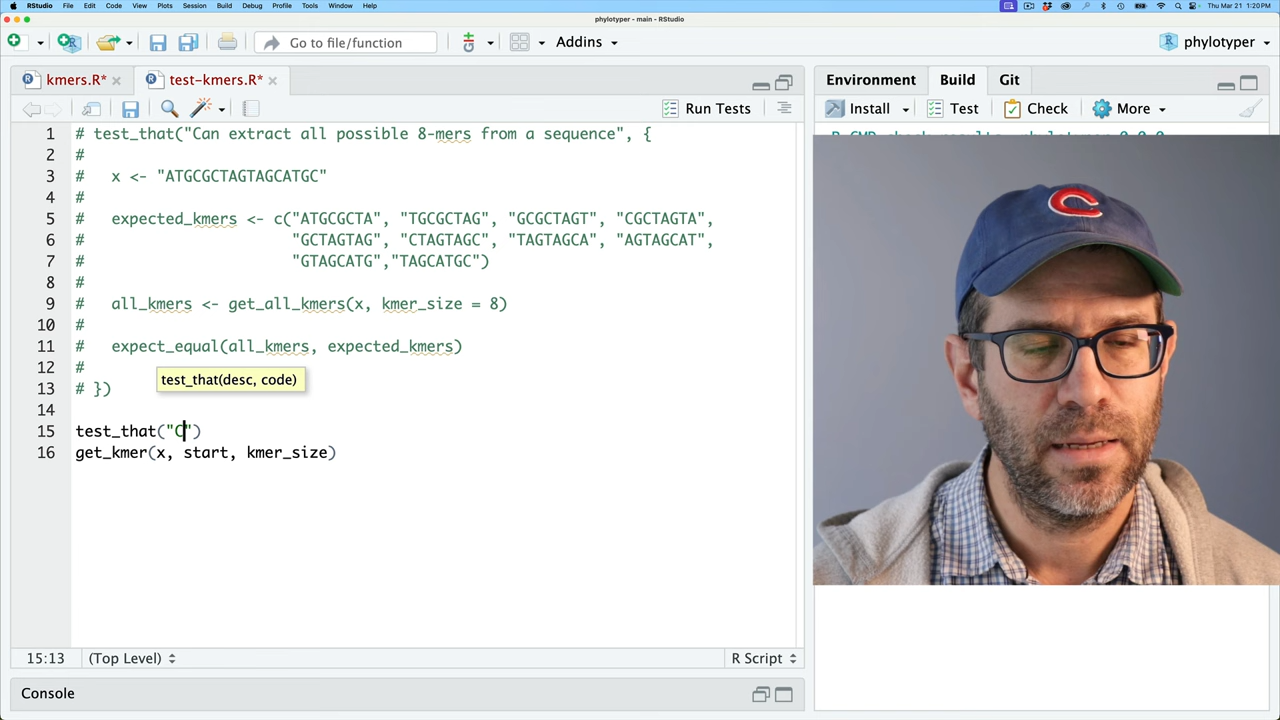 RStudio File Edit Code View Plots Session Build Debug Profile Tools Window Help Thu Mar 21 1:20 PM
phylotyper - main - RStudio
Go to file/function Addins phylotyper
kmers.R* test-kmers.R* Environment Build Git
Run Tests Install Test Check More
1 # test_that("Can extract all possible 8-mers from a sequence", {
2 #
3 # x <- "ATGCGCTAGTAGCATGC"
4 #
5 # expected_kmers <- c("ATGCGCTA", "TGCGCTAG", "GCGCTAGT", "CGCTAGTA",
6 # "GCTAGTAG", "CTAGTAGC", "TAGTAGCA", "AGTAGCAT",
7 # "GTAGCATG","TAGCATGC")
8 #
9 # all_kmers <- get_all_kmers(x, kmer_size = 8)
10 #
11 # expect_equal(all_kmers, expected_kmers)
12 #
test_that(desc, code)
13 # })
14
15 test_that("C")
16 get_kmer(x, start, kmer_size)
15:13 (Top Level) R Script
Console